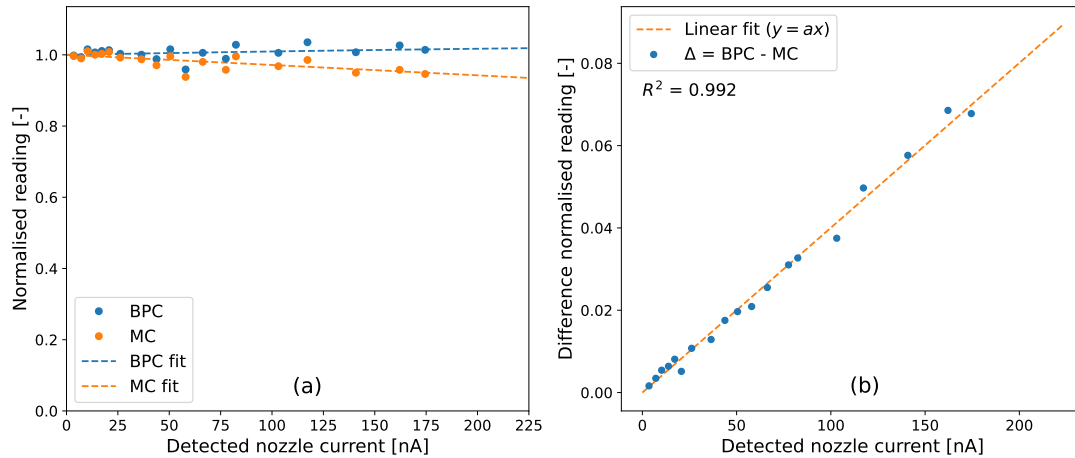 Normalised reading [-]
1.0
0.8
0.6
0.4
0.2
0.0
BPC
MC
BPC fit
MC fit
(a)
0 25 50 75 100 125 150 175 200 225
Detected nozzle current [nA]
Difference normalised reading [-]
0.08
0.06
0.04
0.02
0.00
Linear fit (y = ax)
Δ = BPC - MC
R² = 0.992
(b)
0 50 100 150 200
Detected nozzle current [nA]